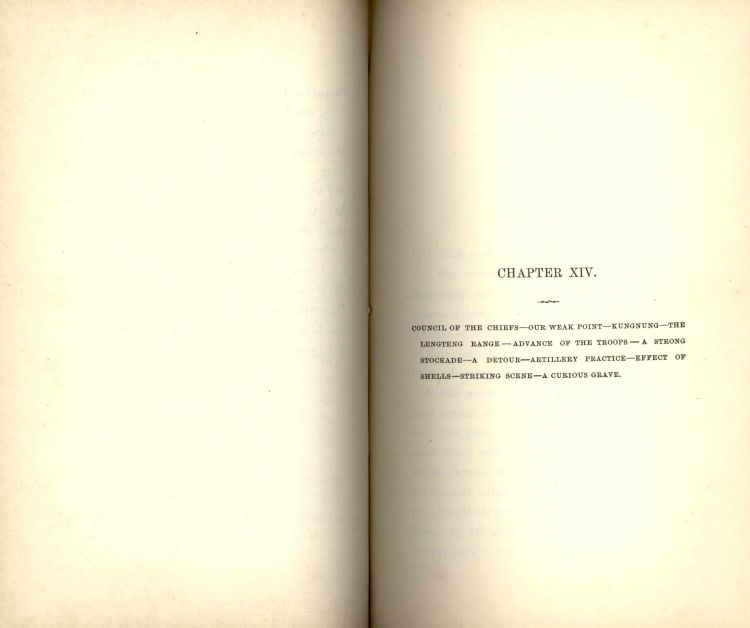 CHAPTER XIV.
COUNCIL OF THE CHIEFS—OUR WEAK POINT—KUNGNUNG—THE
LENGTENG RANGE—ADVANCE OF THE TROOPS—A STRONG
STOCKADE—A DETOUR—ARTILLERY PRACTICE—EFFECT OF
SHELLS—STRIKING SCENE—A CURIOUS GRAVE.